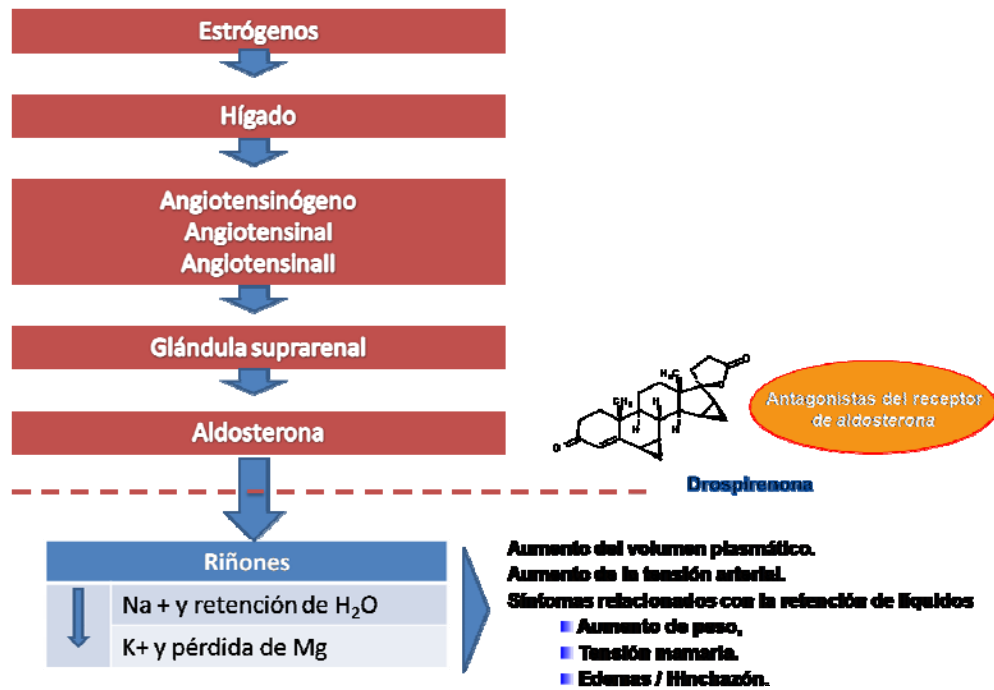 Estrógenos
Hígado
Angiotensinógeno
AngiotensinaI
AngiotensinaII
Glándula suprarenal
Aldosterona
H₃C
CH₃
H
H
H
O
O
O
Antagonistas del receptor
de aldosterona
Drospirenona
Riñones
Na + y retención de H₂O
K+ y pérdida de Mg
Aumento del volumen plasmático.
Aumento de la tensión arterial.
Síntomas relacionados con la retención de líquidos
Aumento de peso,
Tensión mamaria.
Edemas / Hinchazón.